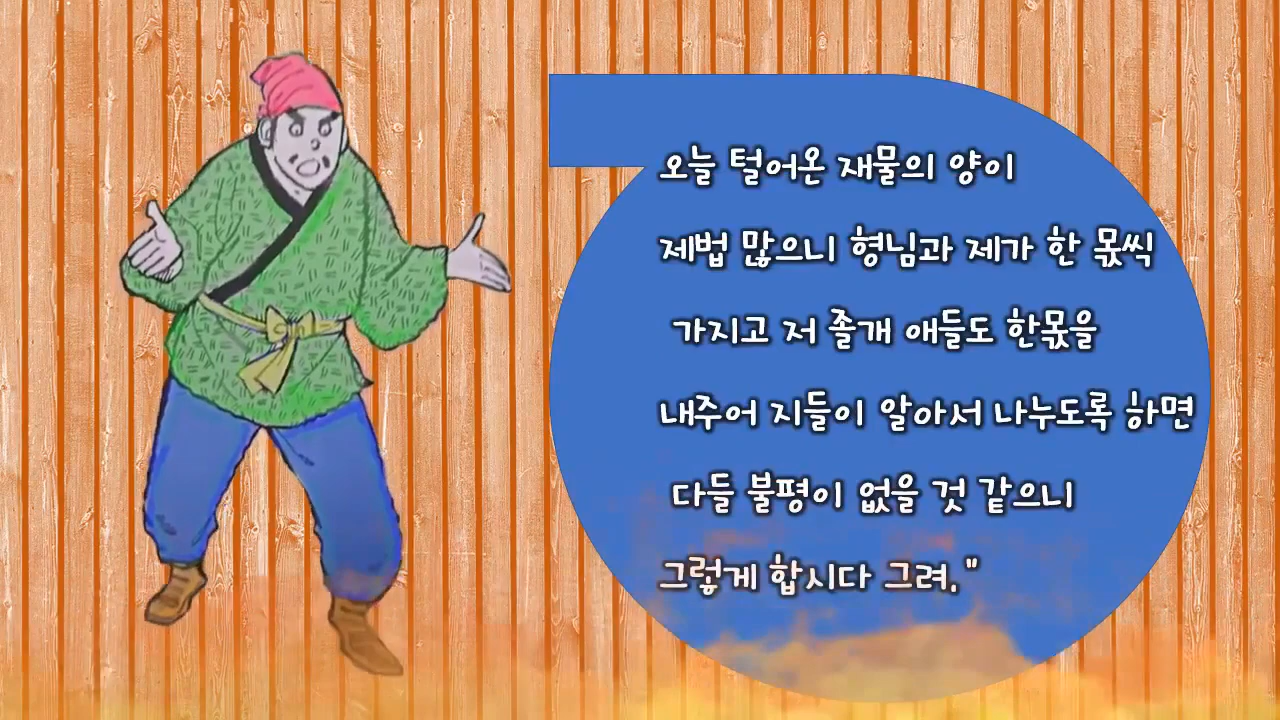 오늘 털어온 재물의 양이
제법 많으니 형님과 제가 한 몫씩
가지고 저 졸개 애들도 한몫을
내주어 지들이 알아서 나누도록 하면
다들 불평이 없을 것 같으니
그렇게 합시다 그려."